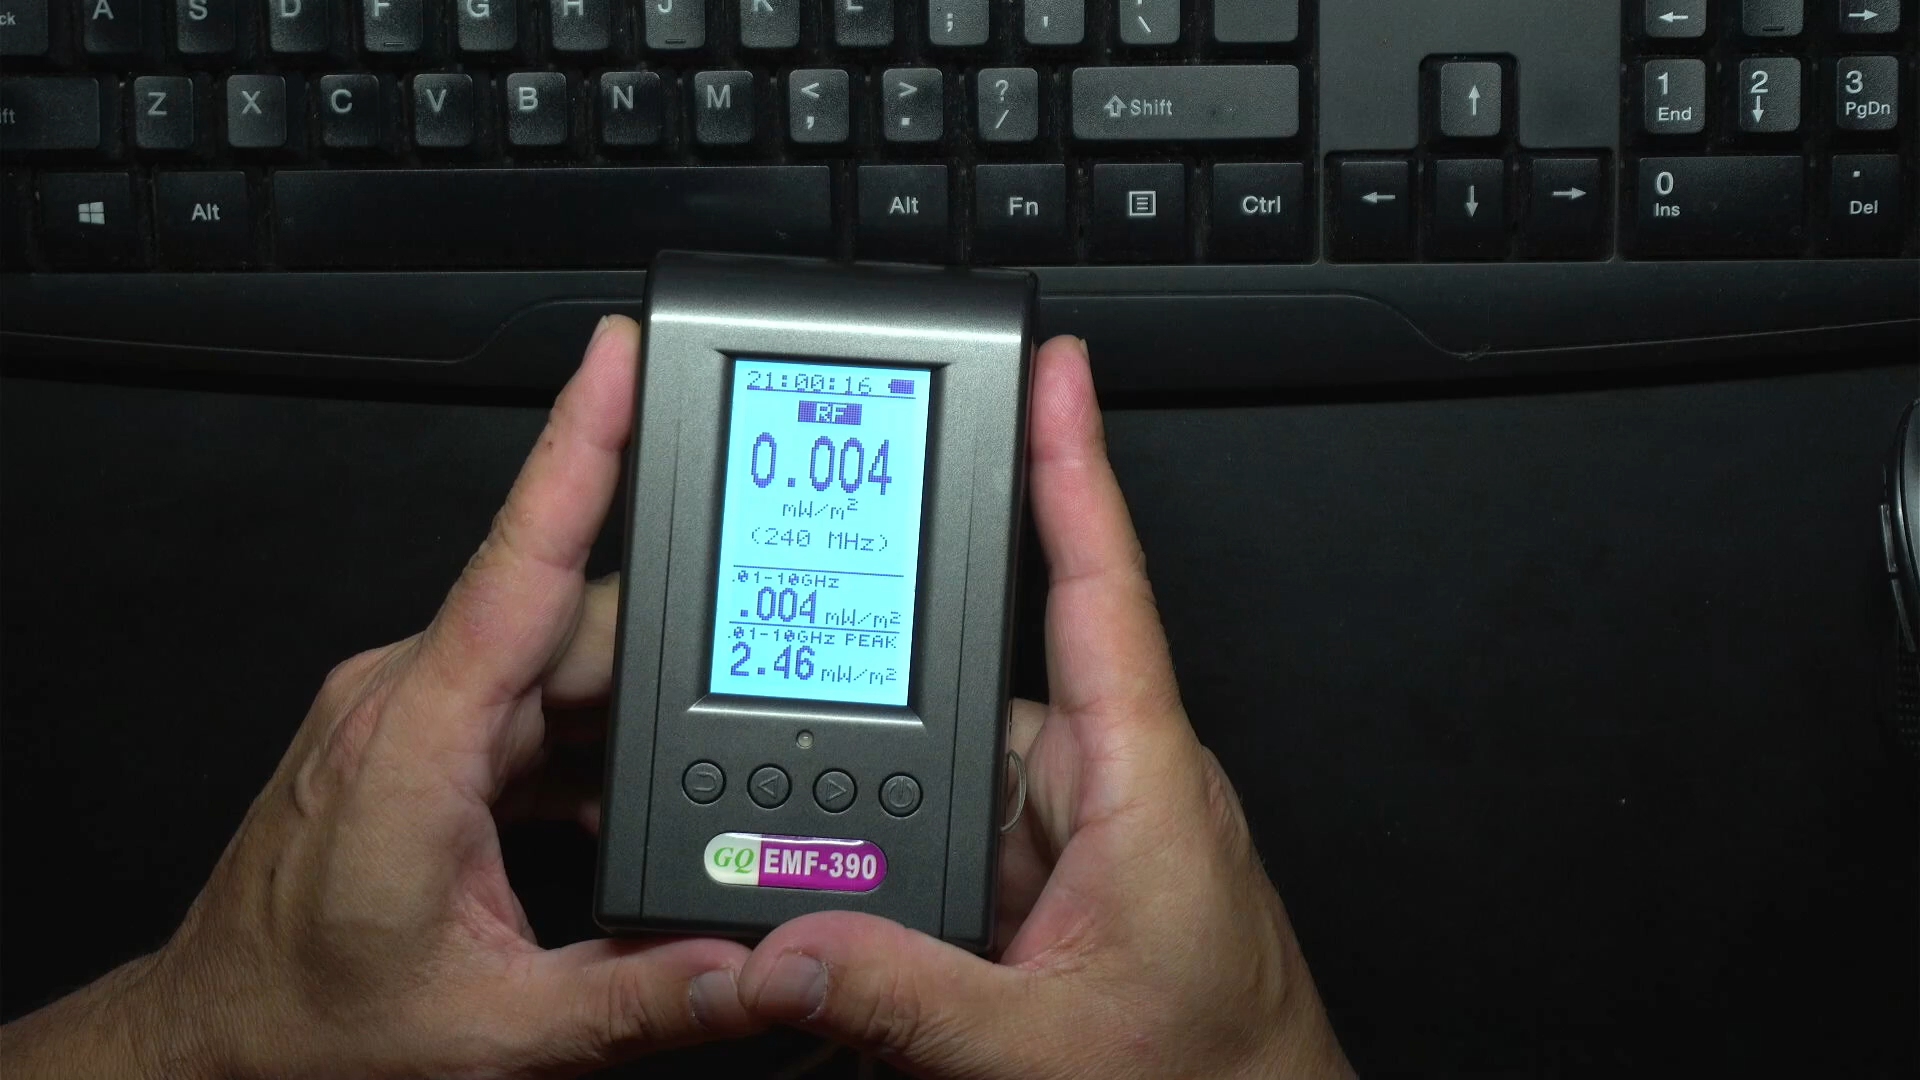 ck A S D F G H J K L ; ' \ ← →
ift Z X C V B N M < , > . ? / ⇧ Shift ↑ 1 End 2 ↓ 3 PgDn
Alt Alt Fn Ctrl ← ↓ → 0 Ins . Del
21:00:16
RF
0.004
mW/m²
(240 MHz)
.01-10GHz
.004 mW/m²
.01-10GHz PEAK
2.46 mW/m²
GQ EMF-390